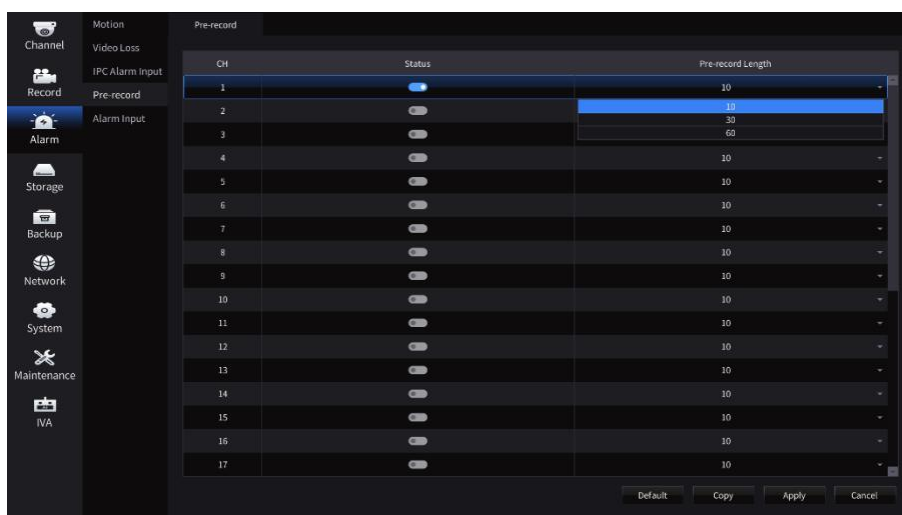 Channel
Record
Alarm
Storage
Backup
Network
System
Maintenance
IVA
Motion
Video Loss
IPC Alarm Input
Pre-record
Alarm Input
Pre-record
CH Status Pre-record Length
1 10
2 10
30
3 60
4 10
5 10
6 10
7 10
8 10
9 10
10 10
11 10
12 10
13 10
14 10
15 10
16 10
17 10
Default Copy Apply Cancel